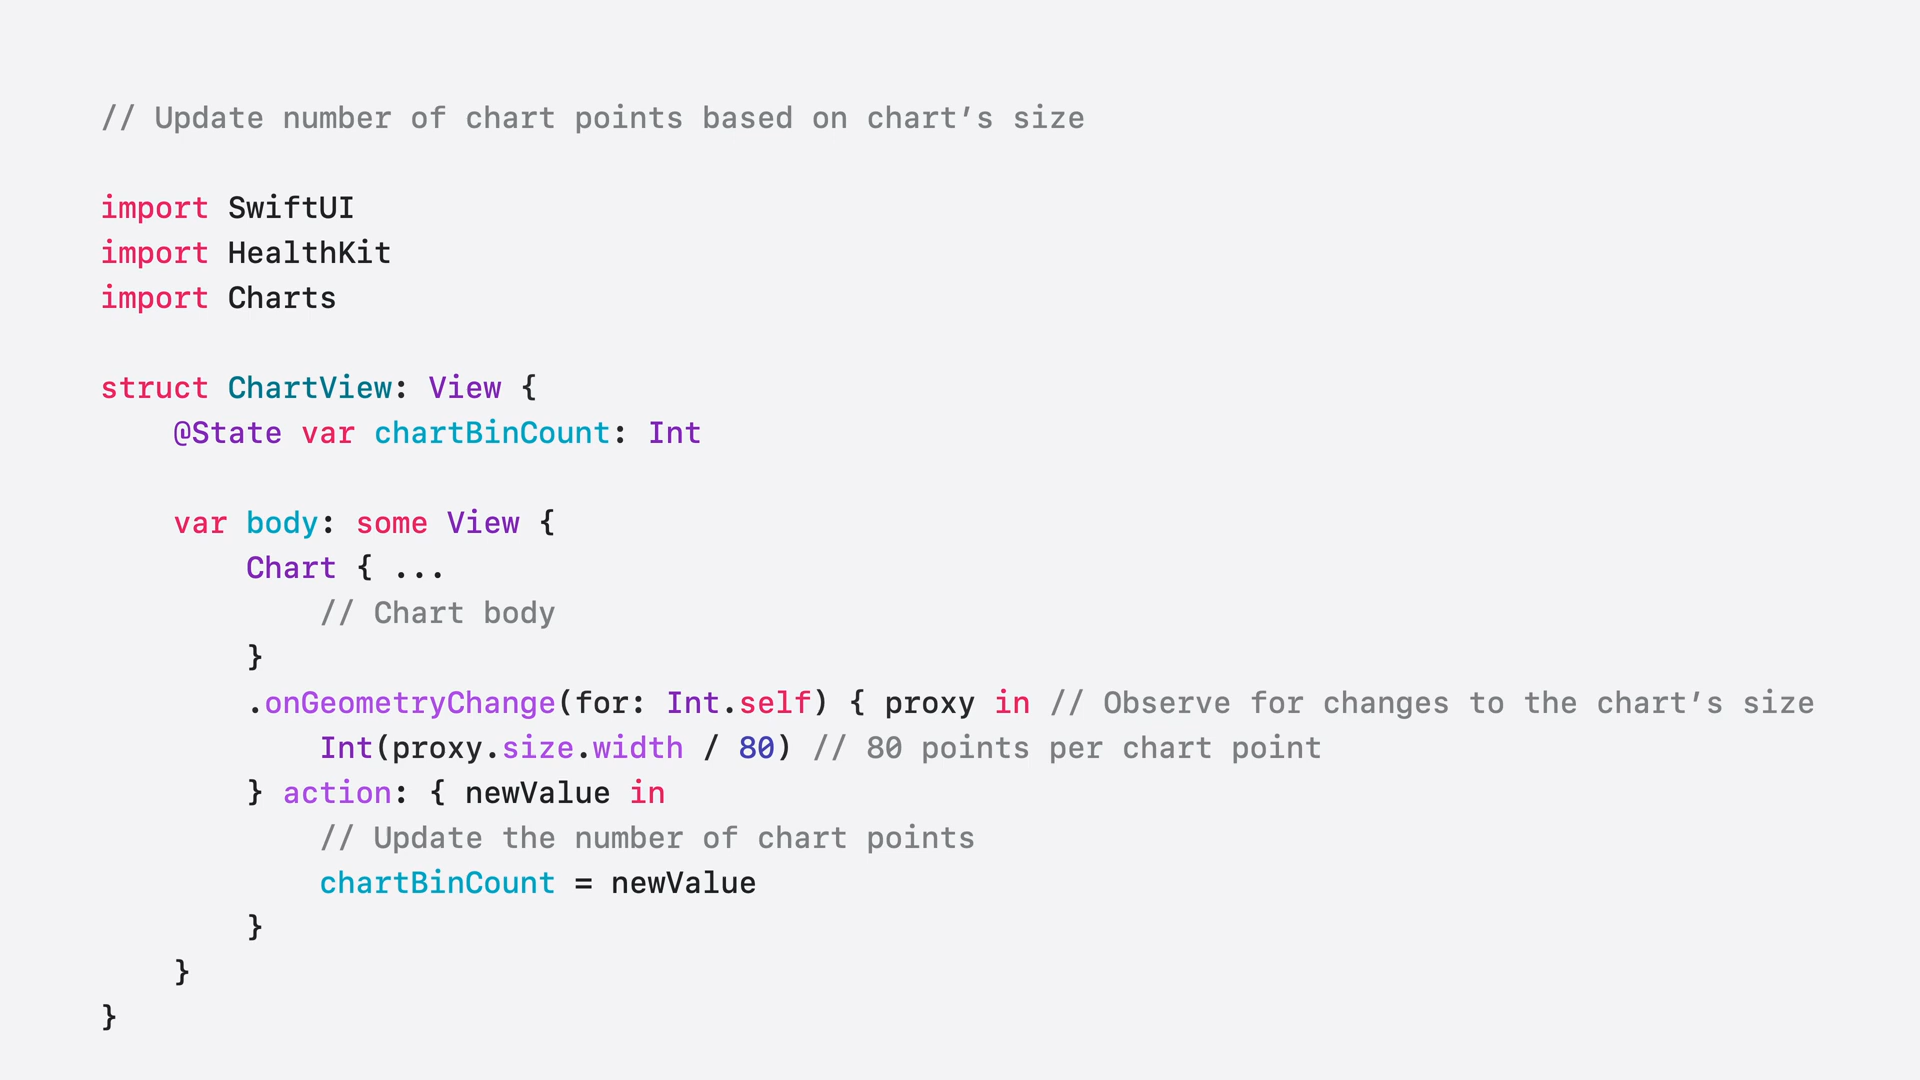 // Update number of chart points based on chart’s size
import SwiftUI
import HealthKit
import Charts
struct ChartView: View {
@State var chartBinCount: Int
var body: some View {
Chart { ...
// Chart body
}
.onGeometryChange(for: Int.self) { proxy in // Observe for changes to the chart’s size
Int(proxy.size.width / 80) // 80 points per chart point
} action: { newValue in
// Update the number of chart points
chartBinCount = newValue
}
}
}